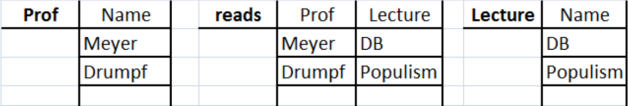 Prof Name reads Prof Lecture Lecture Name
Meyer Meyer DB DB
Drumpf Drumpf Populism Populism